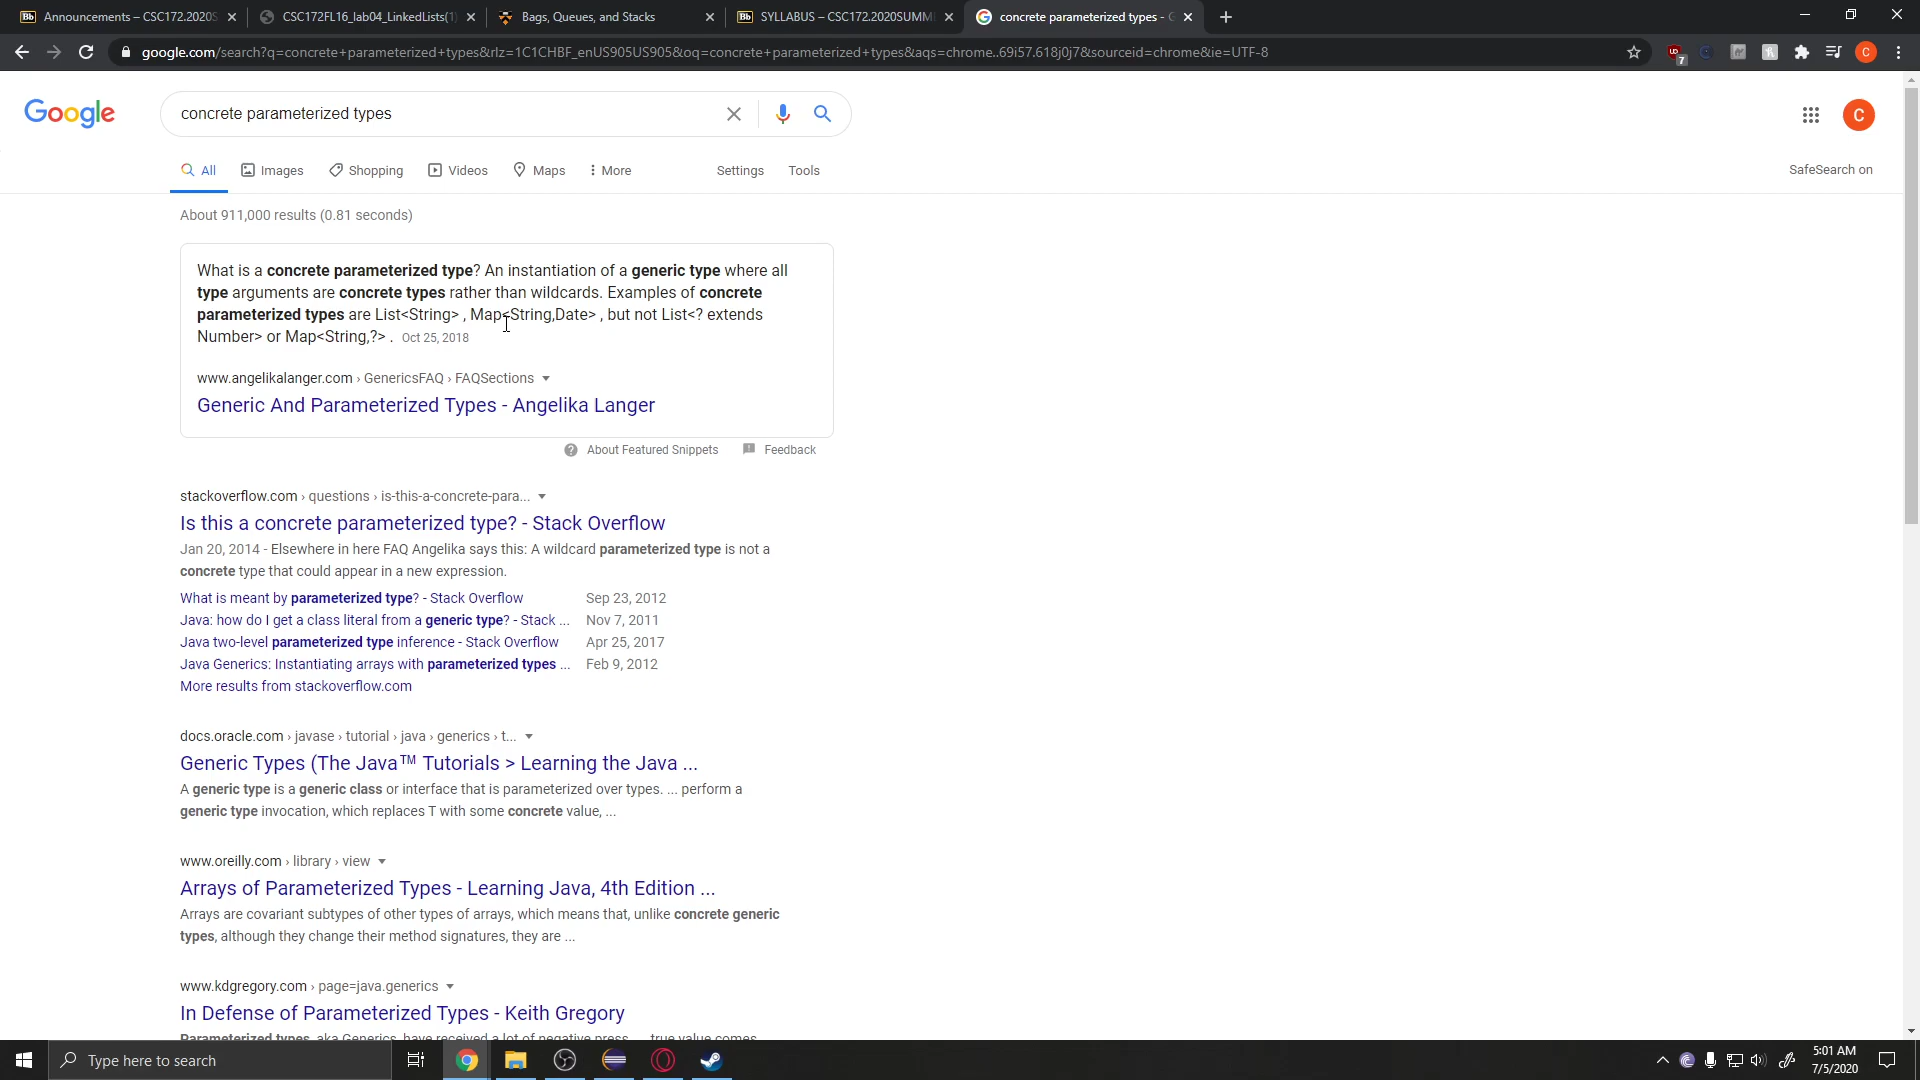 Announcements – CSC172.2020S
CSC172FL16_lab04_LinkedLists(1)
Bags, Queues, and Stacks
SYLLABUS – CSC172.2020SUMM
concrete parameterized types - G
google.com/search?q=concrete+parameterized+types&rlz=1C1CHBF_enUS905US905&oq=concrete+parameterized+types&aqs=chrome..69i57.618j0j7&sourceid=chrome&ie=UTF-8
7
C
Google
concrete parameterized types
C
All
Images
Shopping
Videos
Maps
More
Settings
Tools
SafeSearch on
About 911,000 results (0.81 seconds)
What is a concrete parameterized type? An instantiation of a generic type where all
type arguments are concrete types rather than wildcards. Examples of concrete
parameterized types are List<String> , Map<String,Date> , but not List<? extends
Number> or Map<String,?> . Oct 25, 2018
www.angelikalanger.com › GenericsFAQ › FAQSections
Generic And Parameterized Types - Angelika Langer
About Featured Snippets
Feedback
stackoverflow.com › questions › is-this-a-concrete-para...
Is this a concrete parameterized type? - Stack Overflow
Jan 20, 2014 - Elsewhere in here FAQ Angelika says this: A wildcard parameterized type is not a
concrete type that could appear in a new expression.
What is meant by parameterized type? - Stack Overflow Sep 23, 2012
Java: how do I get a class literal from a generic type? - Stack ... Nov 7, 2011
Java two-level parameterized type inference - Stack Overflow Apr 25, 2017
Java Generics: Instantiating arrays with parameterized types ... Feb 9, 2012
More results from stackoverflow.com
docs.oracle.com › javase › tutorial › java › generics › t...
Generic Types (The Java™ Tutorials > Learning the Java ...
A generic type is a generic class or interface that is parameterized over types. ... perform a
generic type invocation, which replaces T with some concrete value, ...
www.oreilly.com › library › view
Arrays of Parameterized Types - Learning Java, 4th Edition ...
Arrays are covariant subtypes of other types of arrays, which means that, unlike concrete generic
types, although they change their method signatures, they are ...
www.kdgregory.com › page=java.generics
In Defense of Parameterized Types - Keith Gregory
Parameterized types, aka Generics, have received a lot of negative press. ... true value comes
Type here to search
5:01 AM
7/5/2020